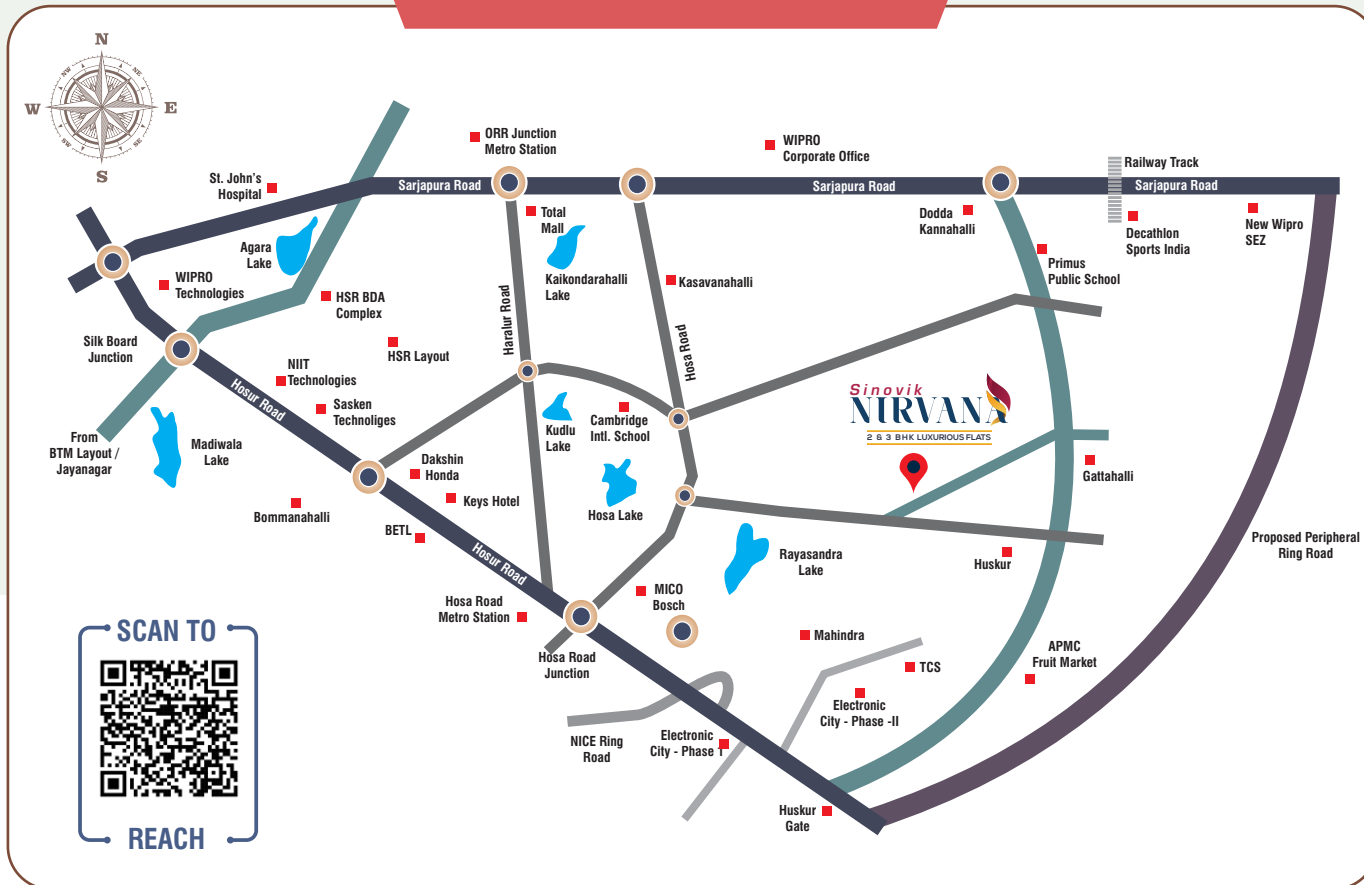 N
NW
NE
W
E
SW
SE
S
ORR Junction
Metro Station
WIPRO
Corporate Office
Railway Track
St. John's
Hospital
Sarjapura Road
Sarjapura Road
Sarjapura Road
Total
Mall
Dodda
Kannahalli
Decathlon
Sports India
New Wipro
SEZ
Agara
Lake
WIPRO
Technologies
Kaikondarahalli
Lake
Kasavanahalli
Primus
Public School
HSR BDA
Complex
Haralur Road
Hosa Road
Silk Board
Junction
HSR Layout
NIIT
Technologies
Hosur Road
Sasken
Technoliges
Sinovik
NIRVANA
2 & 3 BHK LUXURIOUS FLATS
Kudlu
Lake
Cambridge
Intl. School
From
BTM Layout /
Jayanagar
Madiwala
Lake
Dakshin
Honda
Keys Hotel
Gattahalli
Bommanahalli
Hosa Lake
BETL
Hosur Road
Rayasandra
Lake
Huskur
Proposed Peripheral
Ring Road
Hosa Road
Metro Station
MICO
Bosch
Mahindra
APMC
Fruit Market
Hosa Road
Junction
TCS
Electronic
City - Phase -II
NICE Ring
Road
Electronic
City - Phase 1
Huskur
Gate
SCAN TO
REACH